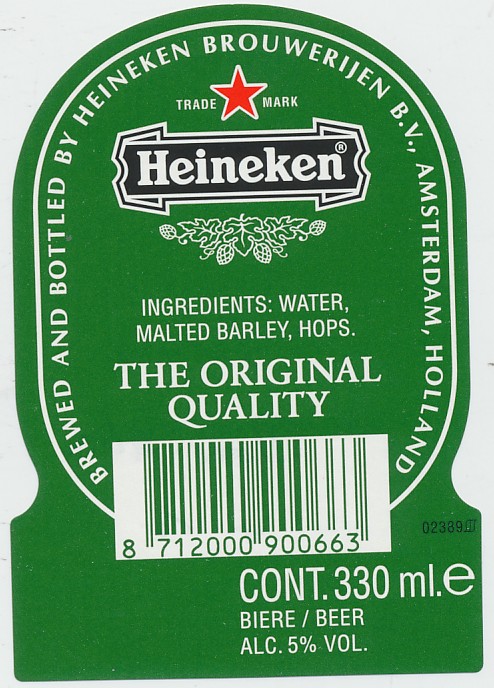 BREWED AND BOTTLED BY HEINEKEN BROUWERIJEN B.V., AMSTERDAM, HOLLAND
TRADE MARK
Heineken®
INGREDIENTS: WATER,
MALTED BARLEY, HOPS.
THE ORIGINAL
QUALITY
8 712000 900663
02389
CONT. 330 ml.e
BIERE / BEER
ALC. 5% VOL.